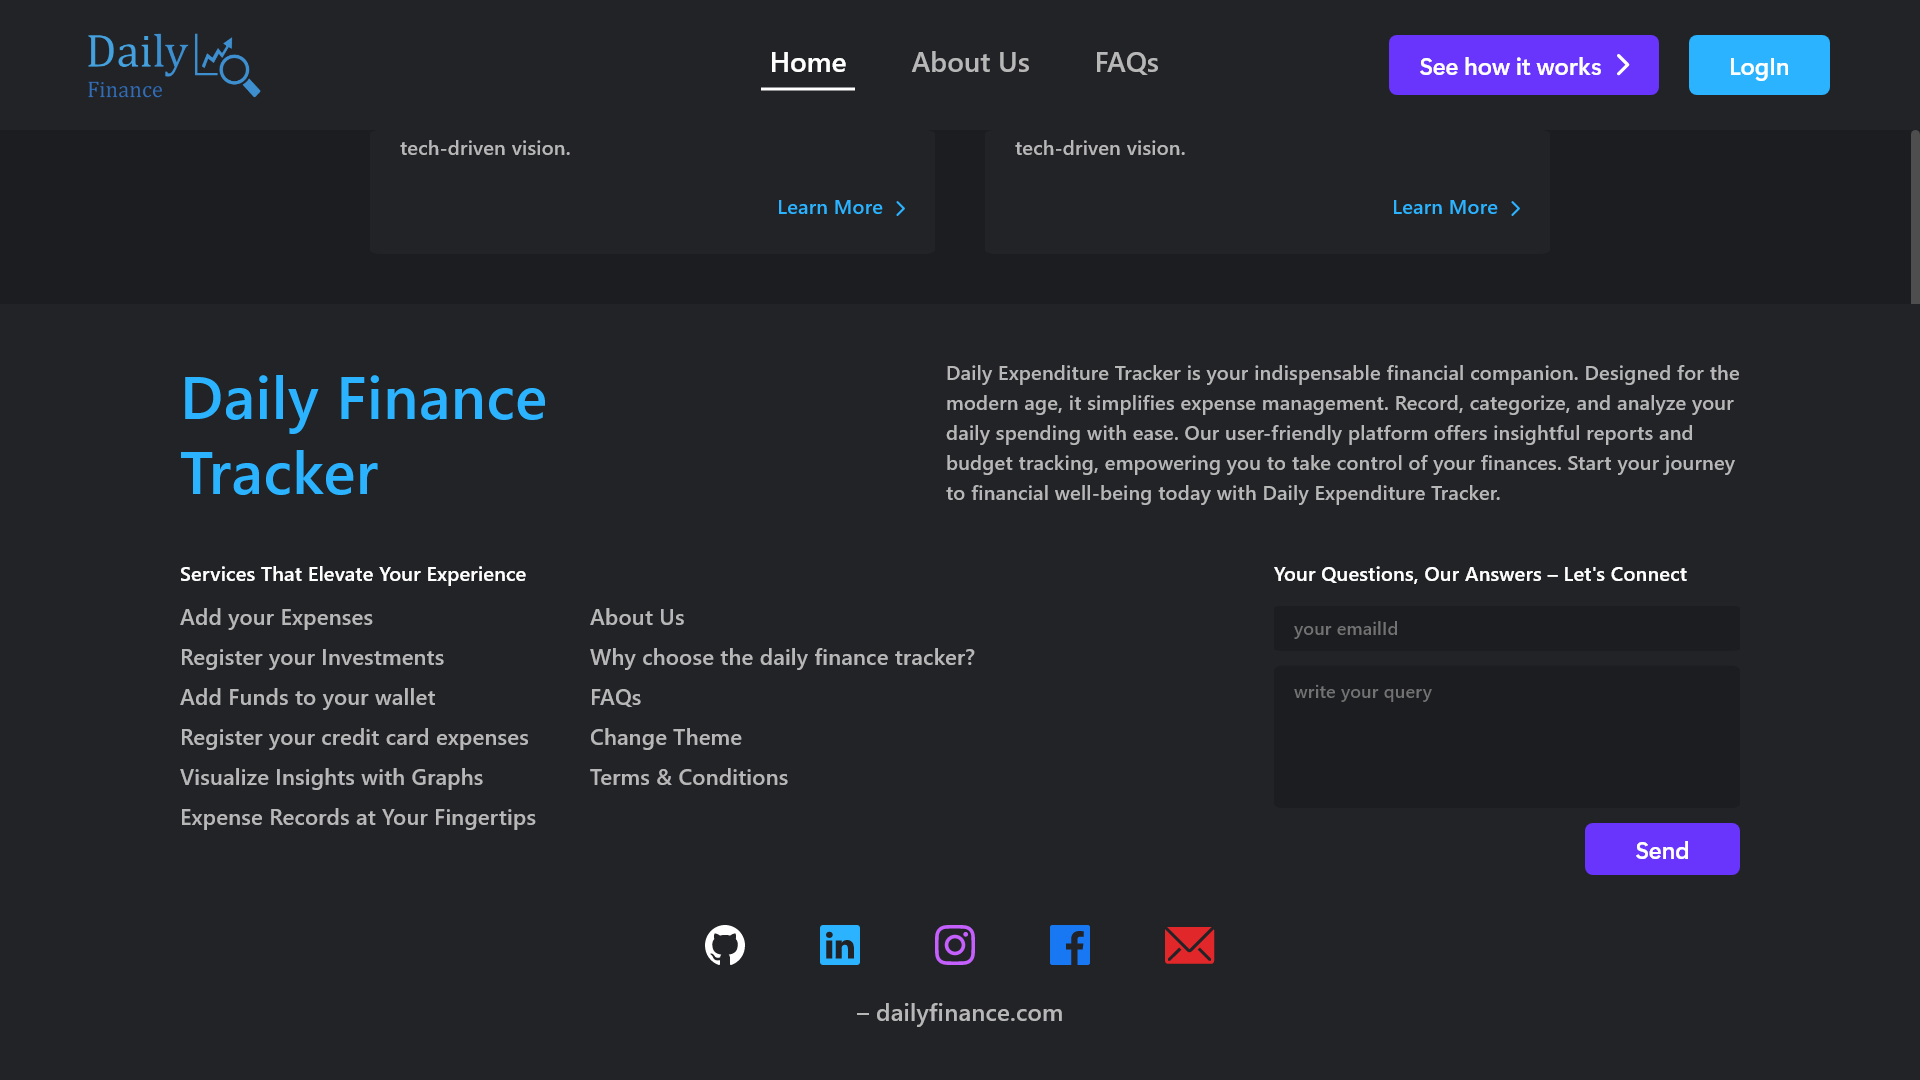 Daily
Finance
Home
About Us
FAQs
See how it works
LogIn
tech-driven vision.
Learn More
tech-driven vision.
Learn More
Daily Finance
Tracker
Daily Expenditure Tracker is your indispensable financial companion. Designed for the
modern age, it simplifies expense management. Record, categorize, and analyze your
daily spending with ease. Our user-friendly platform offers insightful reports and
budget tracking, empowering you to take control of your finances. Start your journey
to financial well-being today with Daily Expenditure Tracker.
Services That Elevate Your Experience
Add your Expenses
Register your Investments
Add Funds to your wallet
Register your credit card expenses
Visualize Insights with Graphs
Expense Records at Your Fingertips
About Us
Why choose the daily finance tracker?
FAQs
Change Theme
Terms & Conditions
Your Questions, Our Answers – Let's Connect
your emailId
write your query
Send
– dailyfinance.com